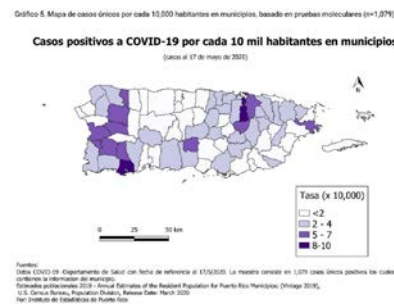 Gráfico 5. Mapa de casos únicos por cada 10,000 habitantes en municipios, basado en pruebas moleculares (n=1,079)
Casos positivos a COVID-19 por cada 10 mil habitantes en municipios
(casos al 17 de mayo de 2020)
N
Tasa (x 10,000)
<2
2 - 4
5 - 7
8-10
0 25 50 km
Fuentes:
Datos COVID-19 -Departamento de Salud con fecha de referencia al 17/5/2020. La muestra consiste en 1,079 casos únicos positivos los cuales
contienen la información del municipio.
Estimados poblacionales 2019 - Annual Estimates of the Resident Population for Puerto Rico Municipios: (Vintage 2019),
U.S. Census Bureau, Population Division, Release Date: March 2020
Por: Instituto de Estadísticas de Puerto Rico